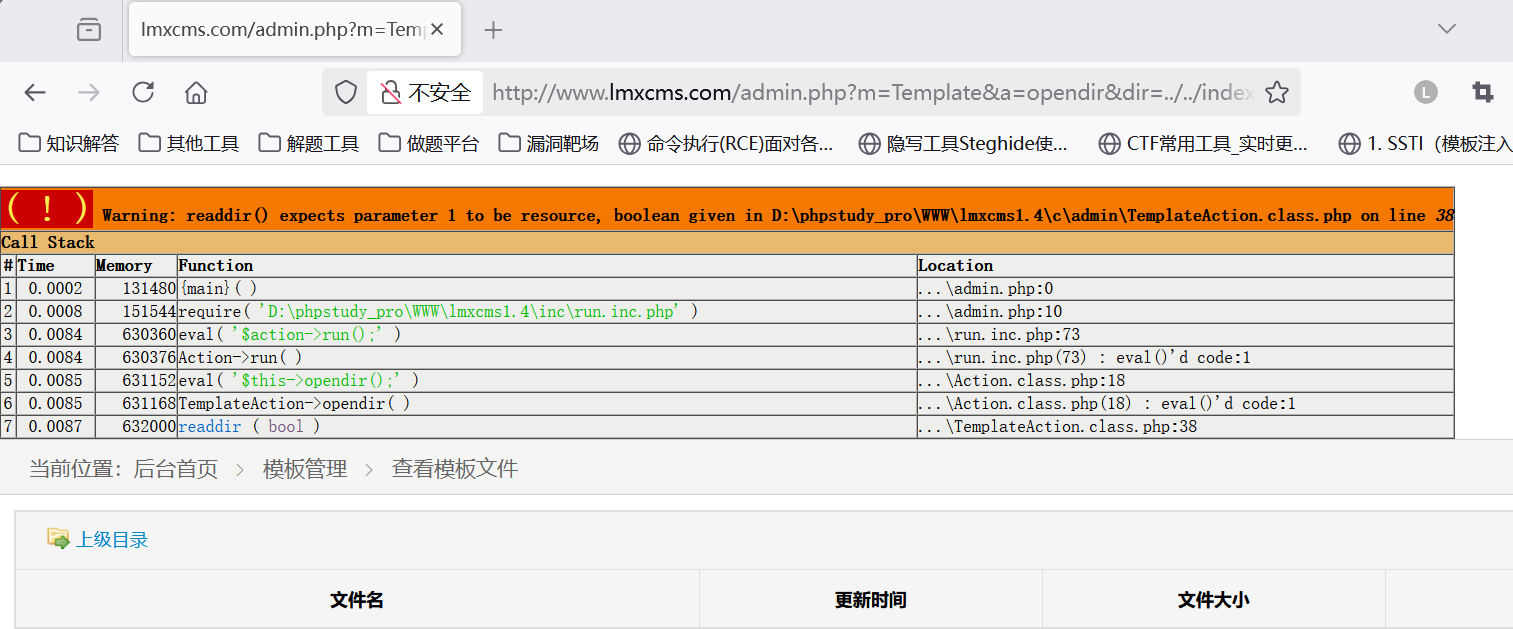 lmxcms.com/admin.php?m=Tem
不安全 http://www.lmxcms.com/admin.php?m=Template&a=opendir&dir=../../index L
知识解答 其他工具 解题工具 做题平台 漏洞靶场 命令执行(RCE)面对各... 隐写工具Steghide使... CTF常用工具_实时更... 1. SSTI（模板注入
( ! ) Warning: readdir() expects parameter 1 to be resource, boolean given in D:\phpstudy_pro\WWW\lmxcms1.4\c\admin\TemplateAction.class.php on line 38
Call Stack
# Time Memory Function Location
1 0.0002 131480 {main}( ) ...\admin.php:0
2 0.0008 151544 require( 'D:\phpstudy_pro\WWW\lmxcms1.4\inc\run.inc.php' ) ...\admin.php:10
3 0.0084 630360 eval( '$action->run();' ) ...\run.inc.php:73
4 0.0084 630376 Action->run( ) ...\run.inc.php(73) : eval()'d code:1
5 0.0085 631152 eval( '$this->opendir();' ) ...\Action.class.php:18
6 0.0085 631168 TemplateAction->opendir( ) ...\Action.class.php(18) : eval()'d code:1
7 0.0087 632000 readdir ( bool ) ...\TemplateAction.class.php:38
当前位置： 后台首页 > 模板管理 > 查看模板文件
上级目录
文件名 更新时间 文件大小